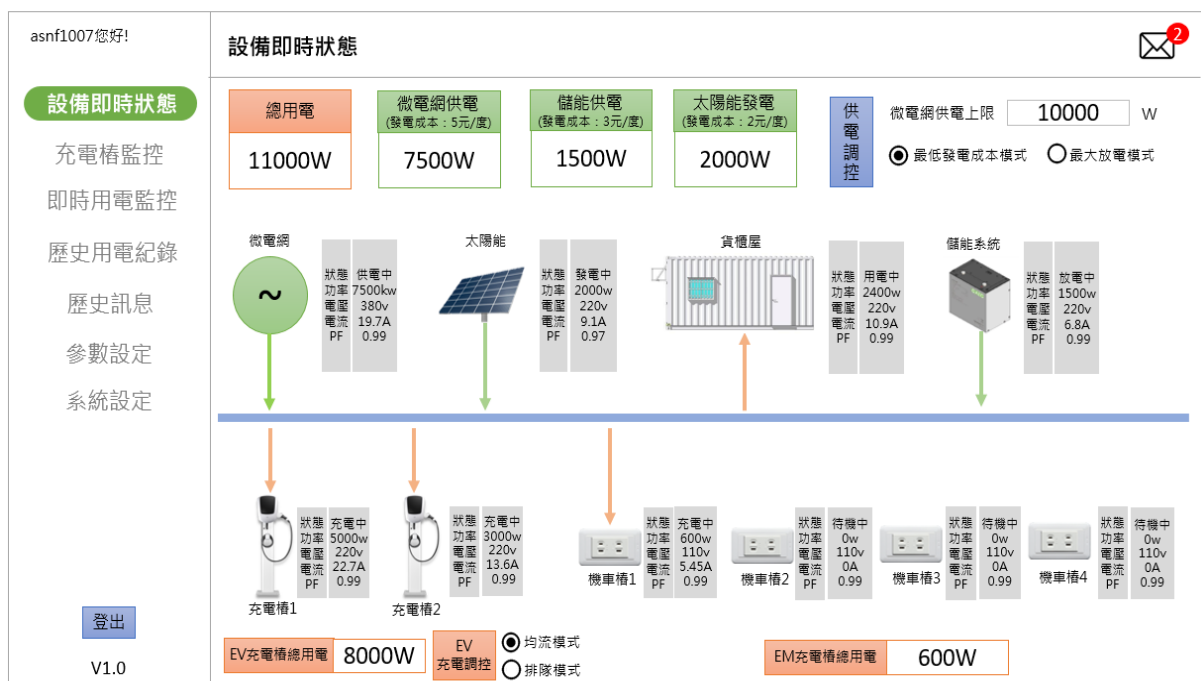 asnf1007您好!
設備即時狀態
2
設備即時狀態
充電樁監控
即時用電監控
歷史用電紀錄
歷史訊息
參數設定
系統設定
登出
V1.0
總用電
11000W
微電網供電
(發電成本：5元/度)
7500W
儲能供電
(發電成本：3元/度)
1500W
太陽能發電
(發電成本：2元/度)
2000W
供電調控
微電網供電上限 10000 W
最低發電成本模式 最大放電模式
微電網
~
狀態 供電中
功率 7500kw
電壓 380v
電流 19.7A
PF 0.99
太陽能
狀態 發電中
功率 2000w
電壓 220v
電流 9.1A
PF 0.97
貨櫃屋
狀態 用電中
功率 2400w
電壓 220v
電流 10.9A
PF 0.99
儲能系統
狀態 放電中
功率 1500w
電壓 220v
電流 6.8A
PF 0.99
狀態 充電中
功率 5000w
電壓 220v
電流 22.7A
PF 0.99
充電樁1
狀態 充電中
功率 3000w
電壓 220v
電流 13.6A
PF 0.99
充電樁2
狀態 充電中
功率 600w
電壓 110v
電流 5.45A
PF 0.99
機車樁1
狀態 待機中
功率 0w
電壓 110v
電流 0A
PF 0.99
機車樁2
狀態 待機中
功率 0w
電壓 110v
電流 0A
PF 0.99
機車樁3
狀態 待機中
功率 0w
電壓 110v
電流 0A
PF 0.99
機車樁4
EV充電樁總用電 8000W
EV
充電調控
均流模式
排隊模式
EM充電樁總用電 600W